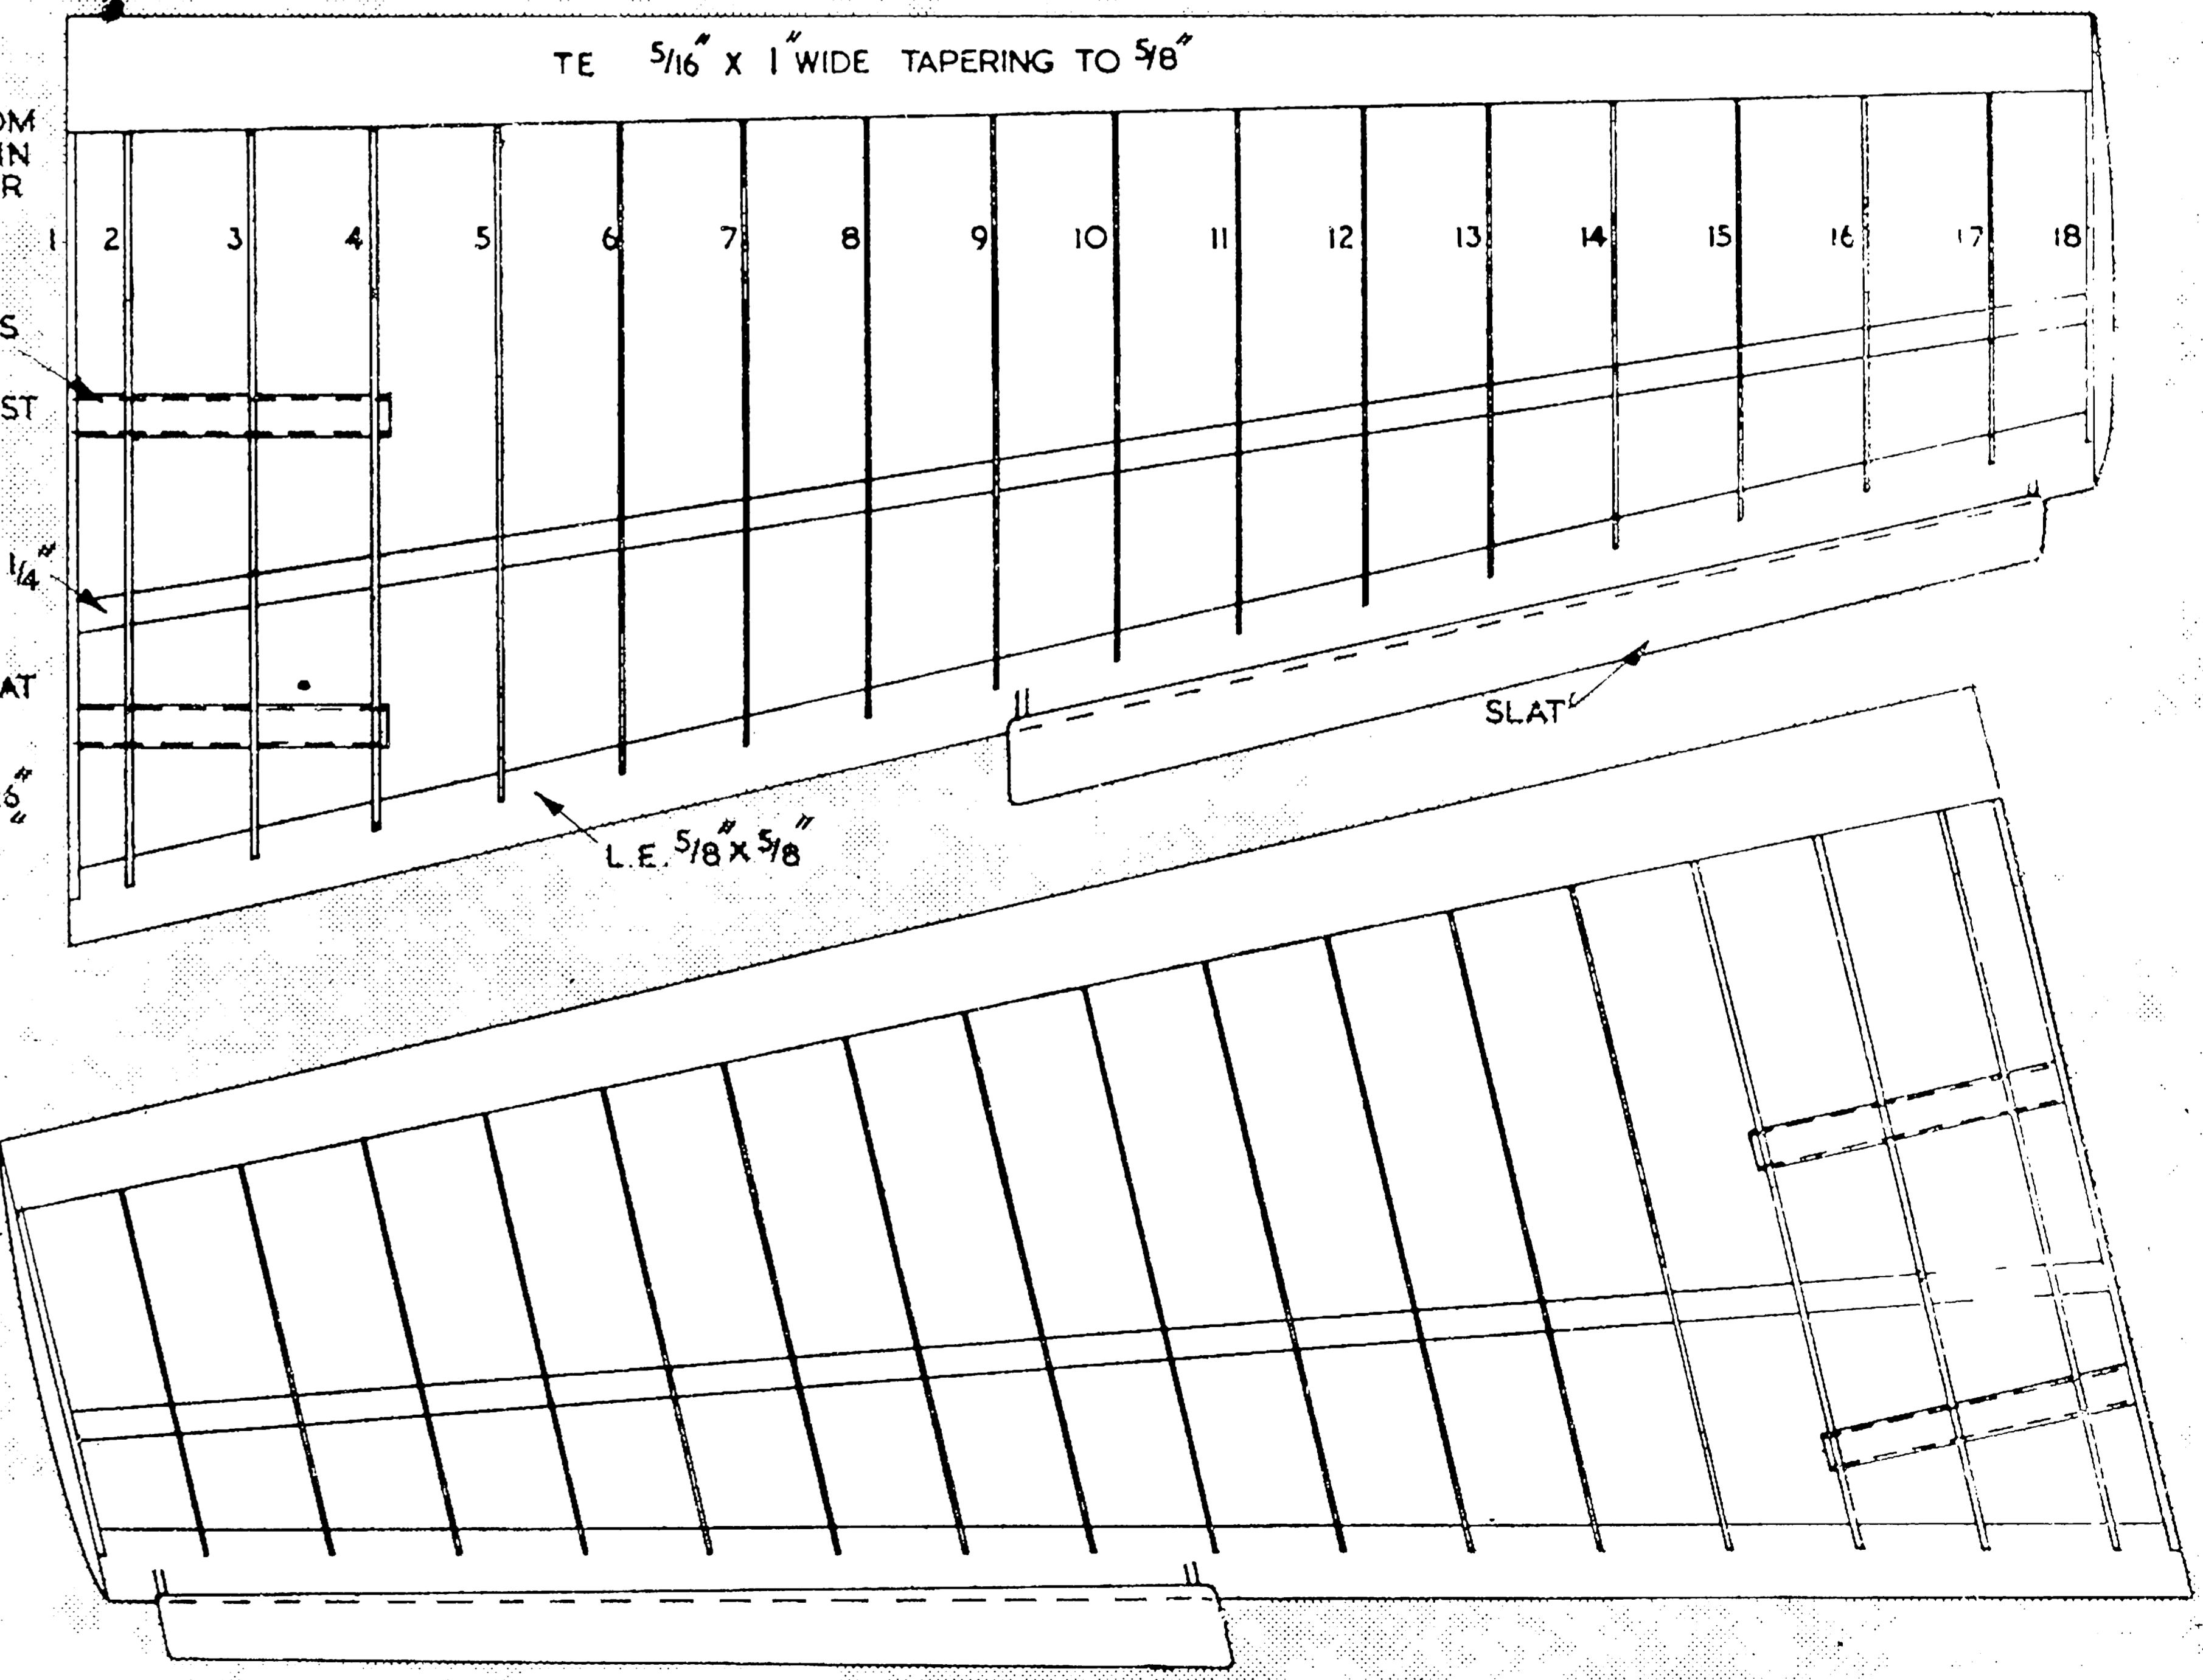 TE 5/16" X 1" WIDE TAPERING TO 5/8"
OM
IN
R
1 2 3 4 5 6 7 8 9 10 11 12 13 14 15 16 17 18
S
ST
1/4"
AT
6"
"
SLAT
L.E. 5/8" X 5/8"